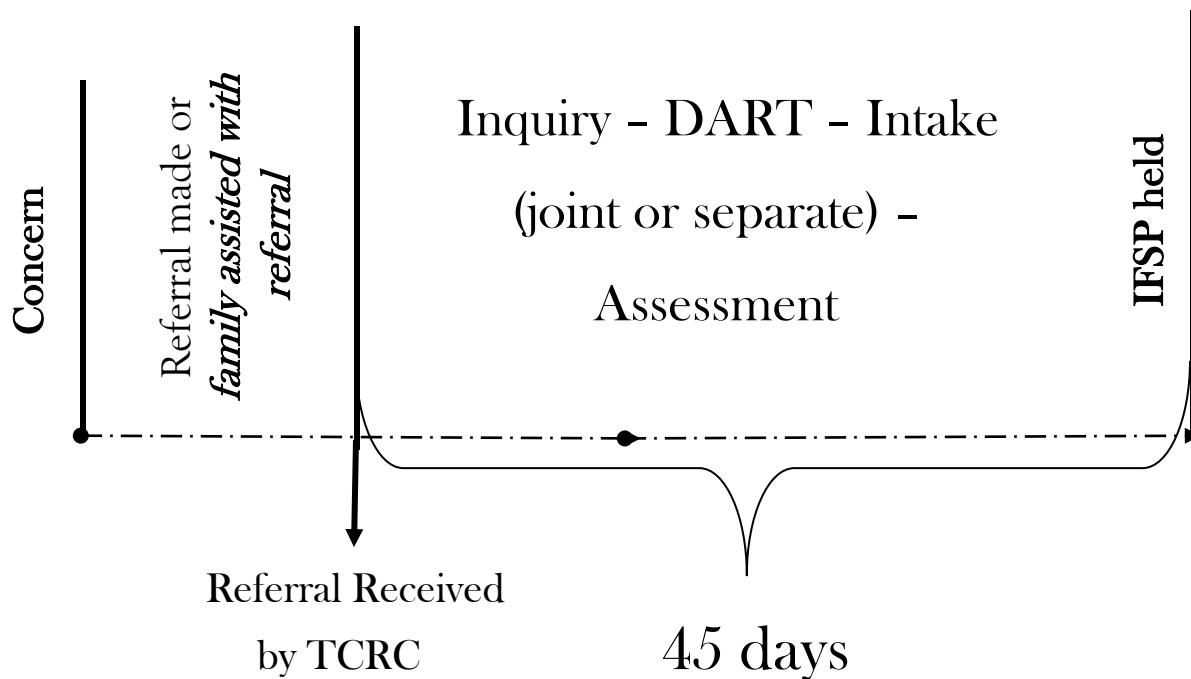 Concern
Referral made or
family assisted with
referral
Inquiry – DART – Intake
(joint or separate) –
Assessment
IFSP held
Referral Received
by TCRC
45 days